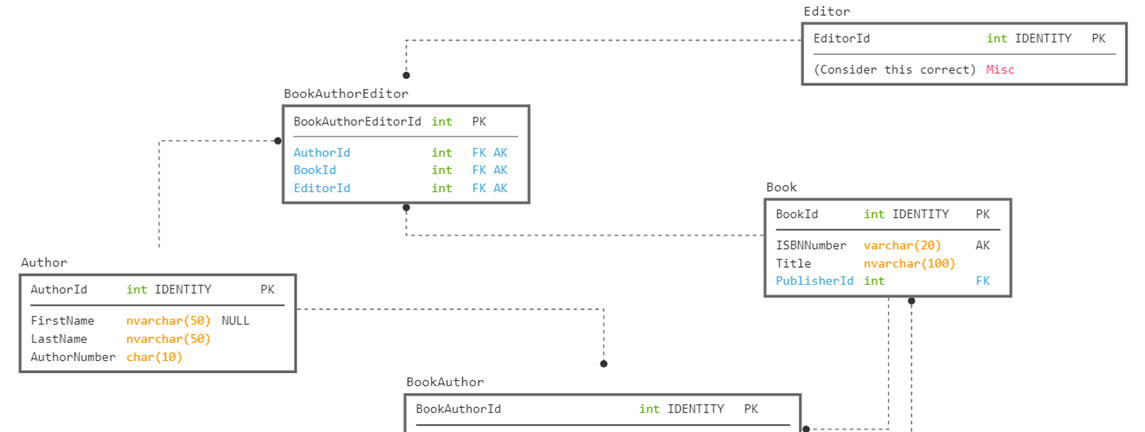 Editor
EditorId int IDENTITY PK
(Consider this correct) Misc
BookAuthorEditor
BookAuthorEditorId int PK
AuthorId int FK AK
BookId int FK AK
EditorId int FK AK
Book
BookId int IDENTITY PK
ISBNNumber varchar(20) AK
Title nvarchar(100)
PublisherId int FK
Author
AuthorId int IDENTITY PK
FirstName nvarchar(50) NULL
LastName nvarchar(50)
AuthorNumber char(10)
BookAuthor
BookAuthorId int IDENTITY PK